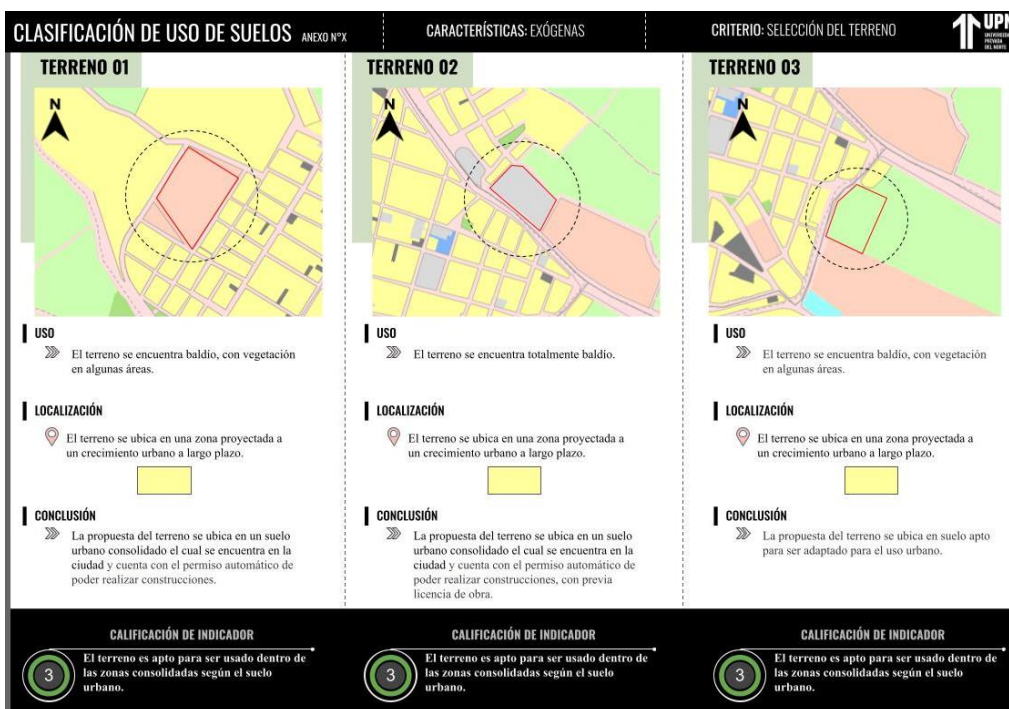 CLASIFICACIÓN DE USO DE SUELOS ANEXO N°X
CARACTERÍSTICAS: EXÓGENAS
CRITERIO: SELECCIÓN DEL TERRENO
UPN
UNIVERSIDAD
PRIVADA
DEL NORTE
TERRENO 01
N
USO
El terreno se encuentra baldío, con vegetación
en algunas áreas.
LOCALIZACIÓN
El terreno se ubica en una zona proyectada a
un crecimiento urbano a largo plazo.
CONCLUSIÓN
La propuesta del terreno se ubica en un suelo
urbano consolidado el cual se encuentra en la
ciudad y cuenta con el permiso automático de
poder realizar construcciones.
CALIFICACIÓN DE INDICADOR
3
El terreno es apto para ser usado dentro de
las zonas consolidadas según el suelo
urbano.
TERRENO 02
N
USO
El terreno se encuentra totalmente baldío.
LOCALIZACIÓN
El terreno se ubica en una zona proyectada a
un crecimiento urbano a largo plazo.
CONCLUSIÓN
La propuesta del terreno se ubica en un suelo
urbano consolidado el cual se encuentra en la
ciudad y cuenta con el permiso automático de
poder realizar construcciones, con previa
licencia de obra.
CALIFICACIÓN DE INDICADOR
3
El terreno es apto para ser usado dentro de
las zonas consolidadas según el suelo
urbano.
TERRENO 03
N
USO
El terreno se encuentra baldío, con vegetación
en algunas áreas.
LOCALIZACIÓN
El terreno se ubica en una zona proyectada a
un crecimiento urbano a largo plazo.
CONCLUSIÓN
La propuesta del terreno se ubica en suelo apto
para ser adaptado para el uso urbano.
CALIFICACIÓN DE INDICADOR
3
El terreno es apto para ser usado dentro de
las zonas consolidadas según el suelo
urbano.